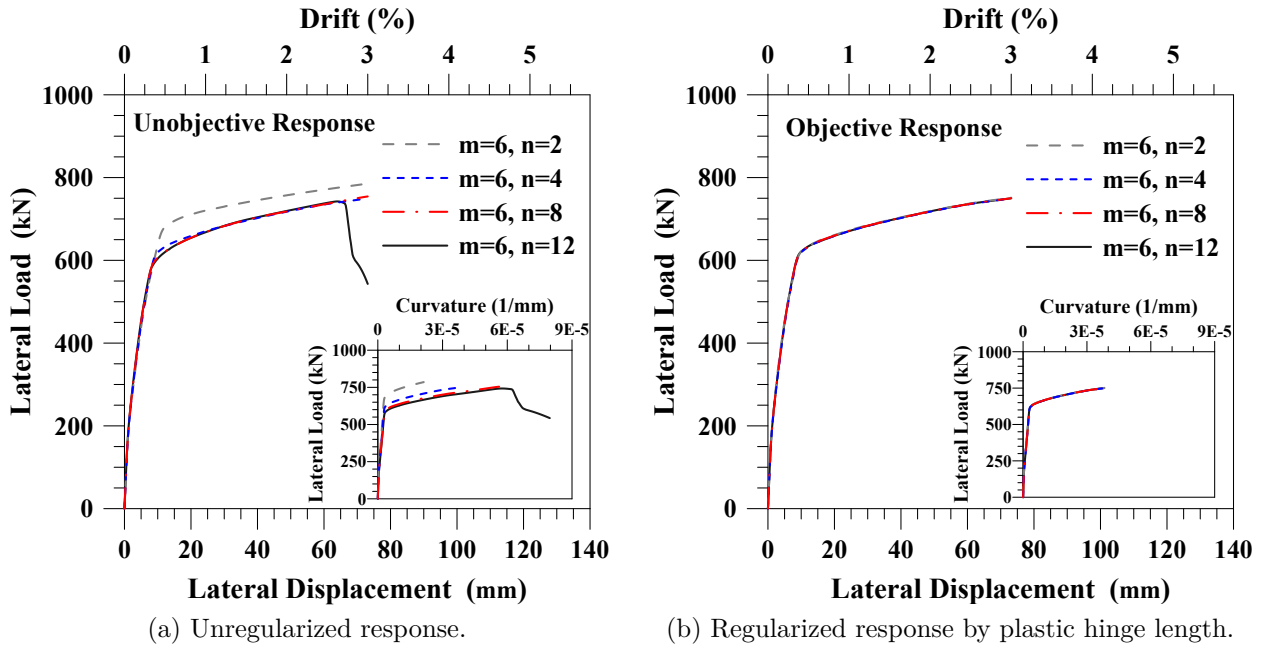 Drift (%)
0 1 2 3 4 5
1000
800
600
400
200
0
Lateral Load (kN)
Unobjective Response
m=6, n=2
m=6, n=4
m=6, n=8
m=6, n=12
Curvature (1/mm)
0 3E-5 6E-5 9E-5
1000
750
500
250
0
Lateral Load (kN)
0 20 40 60 80 100 120 140
Lateral Displacement (mm)
(a) Unregularized response.
Drift (%)
0 1 2 3 4 5
1000
800
600
400
200
0
Lateral Load (kN)
Objective Response
m=6, n=2
m=6, n=4
m=6, n=8
m=6, n=12
Curvature (1/mm)
0 3E-5 6E-5 9E-5
1000
750
500
250
0
Lateral Load (kN)
0 20 40 60 80 100 120 140
Lateral Displacement (mm)
(b) Regularized response by plastic hinge length.